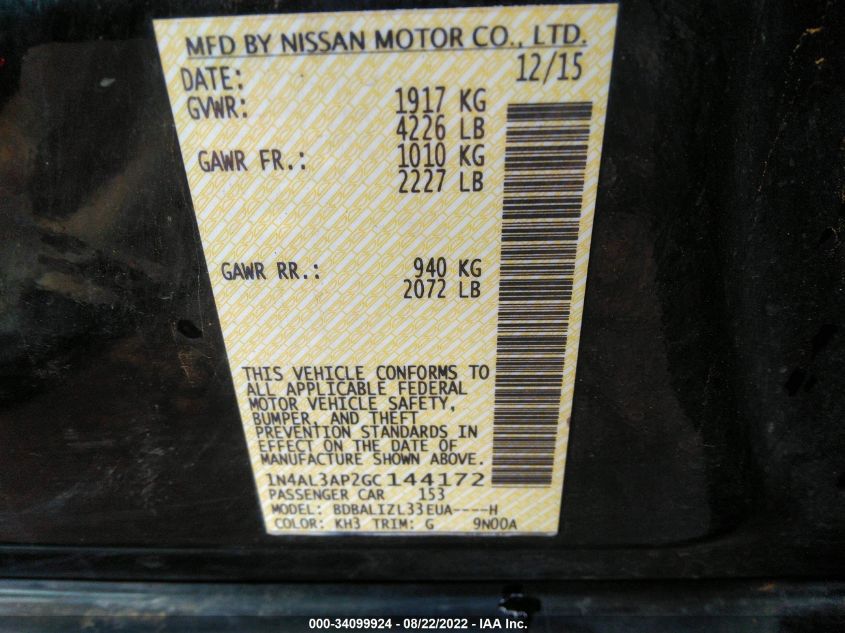 MFD BY NISSAN MOTOR CO., LTD.
DATE: 12/15
GVWR: 1917 KG
4226 LB
GAWR FR.: 1010 KG
2227 LB
GAWR RR.: 940 KG
2072 LB
THIS VEHICLE CONFORMS TO
ALL APPLICABLE FEDERAL
MOTOR VEHICLE SAFETY,
BUMPER, AND THEFT
PREVENTION STANDARDS IN
EFFECT ON THE DATE OF
MANUFACTURE SHOWN ABOVE.
1N4AL3AP2GC144172
PASSENGER CAR 153
MODEL: BDBALIZL33EUA----H
COLOR: KH3 TRIM: G 9N00A
000-34099924 - 08/22/2022 - IAA Inc.